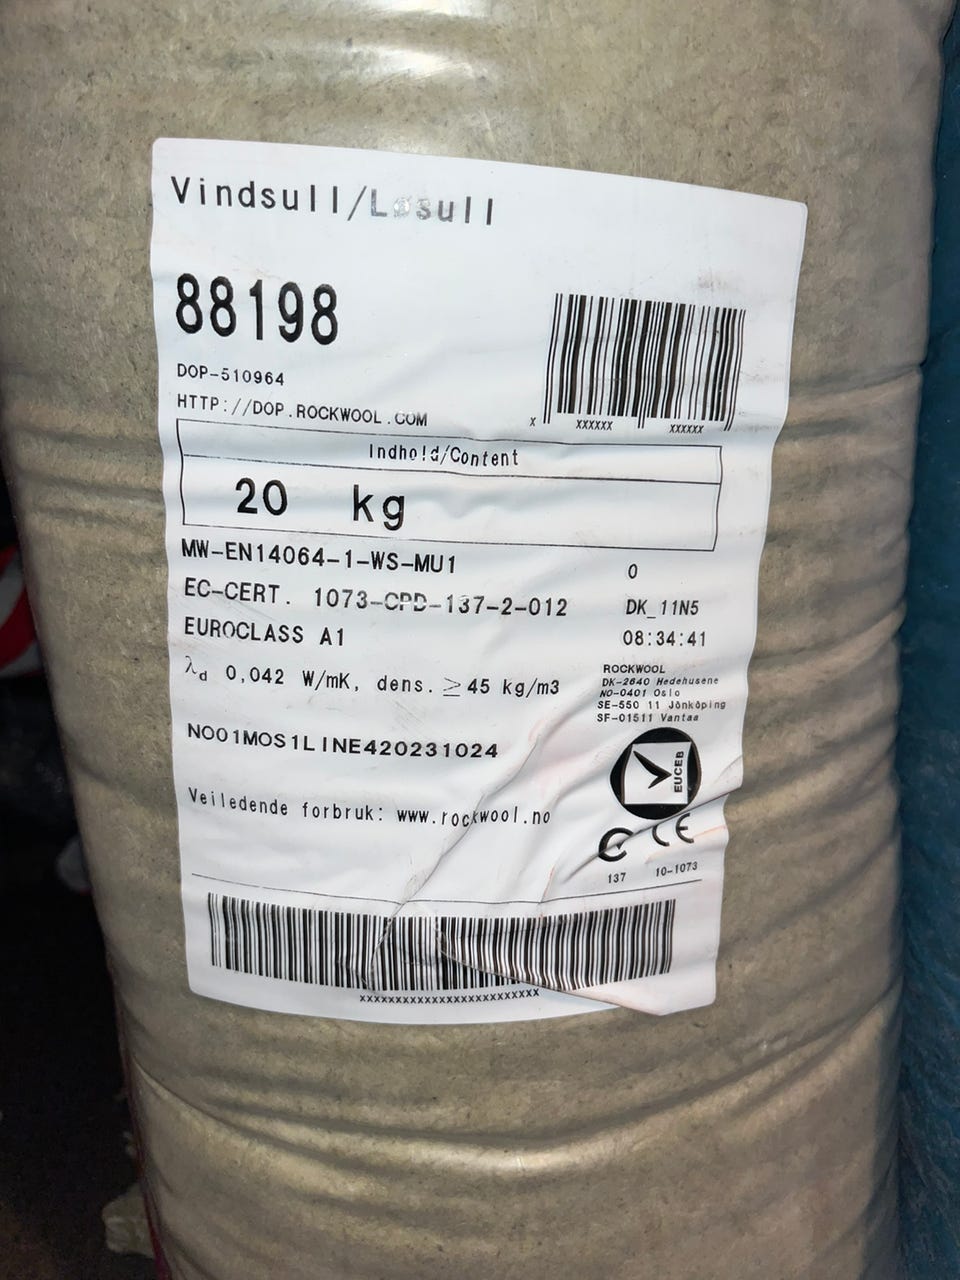 Vindsull/Løsull
88198
DOP-510964
HTTP://DOP.ROCKWOOL.COM
X XXXXXX XXXXXX
Indhold/Content
20 kg
MW-EN14064-1-WS-MU1
0
EC-CERT. 1073-CPD-137-2-012
DK_11N5
EUROCLASS A1
08:34:41
λd 0,042 W/mK, dens. ≥45 kg/m3
ROCKWOOL
DK-2640 Hedehusene
NO-0401 Oslo
SE-550 11 Jönköping
SF-01511 Vantaa
NO01MOS1LINE420231024
EUCEB
Veiledende forbruk: www.rockwool.no
CE
137 10-1073
XXXXXXXXXXXXXXXXXXXXXXXXXX